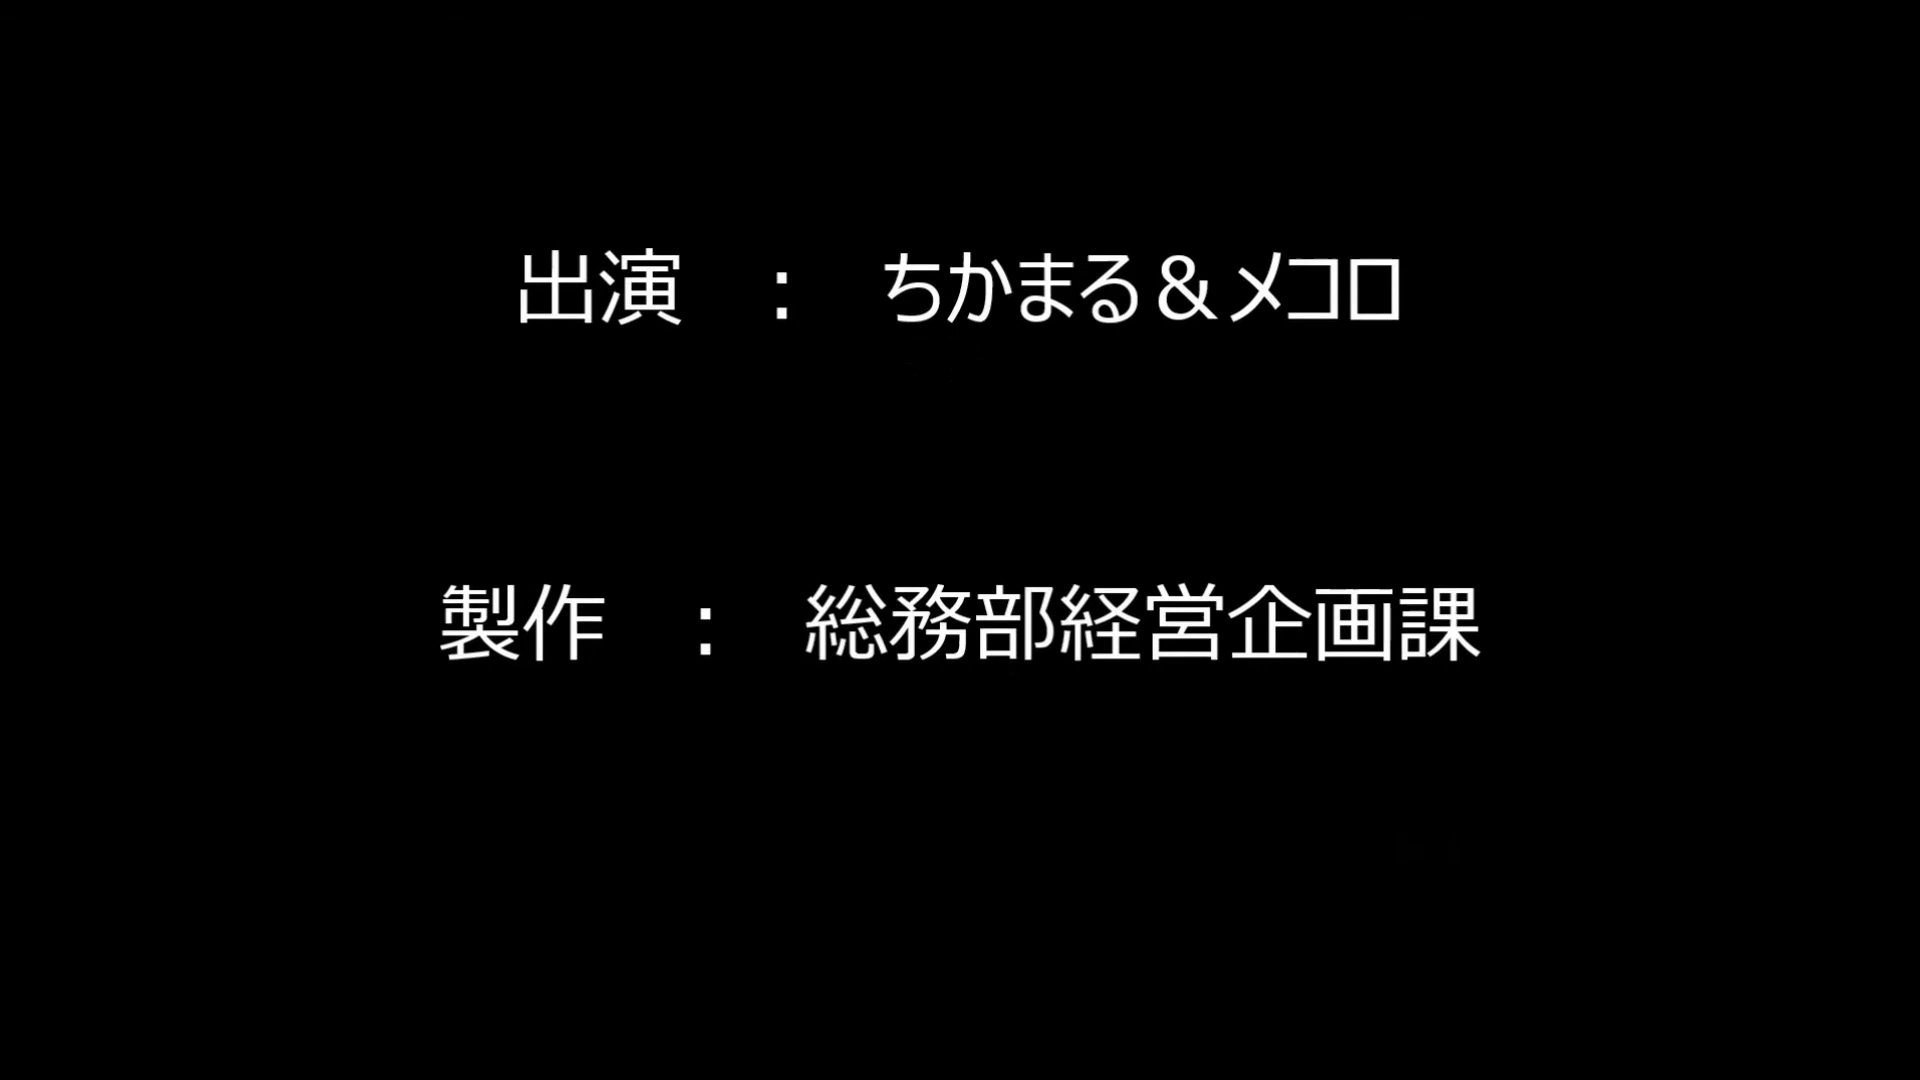 出演　：　ちかまる＆メコロ
製作　：　総務部経営企画課